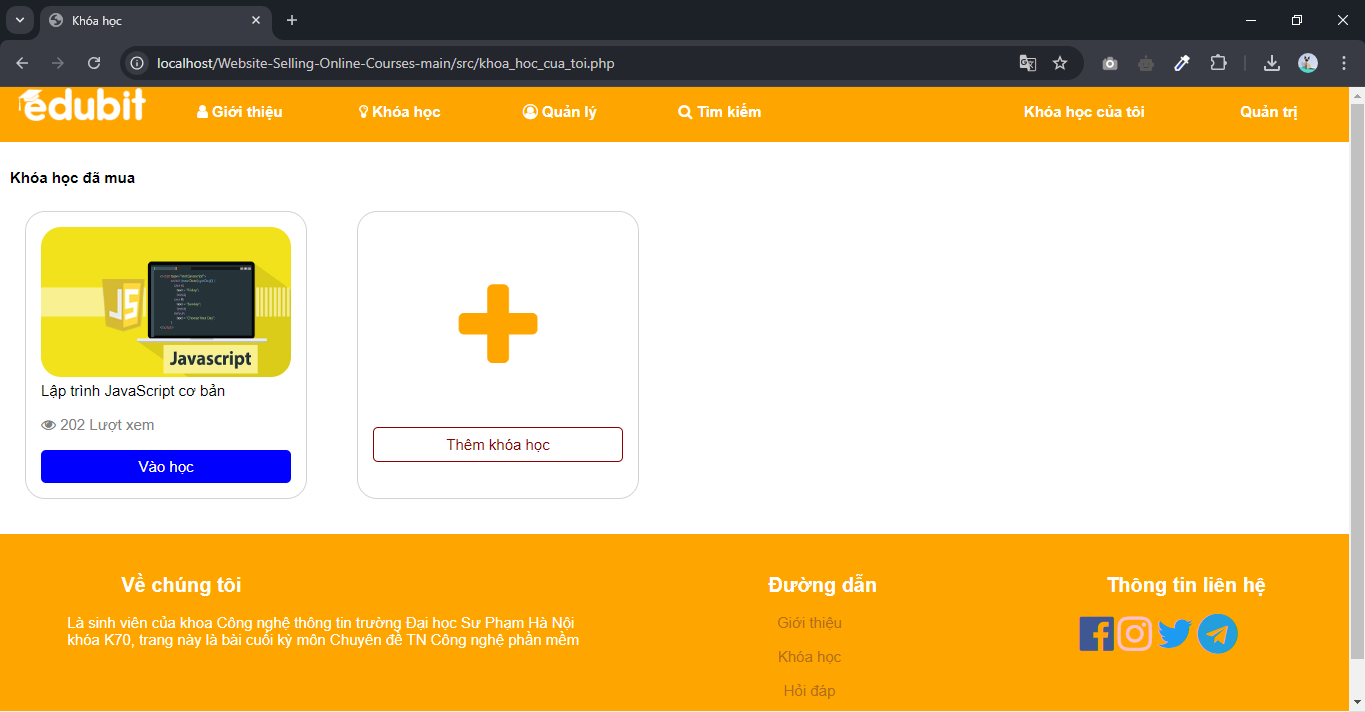 Khóa học
localhost/Website-Selling-Online-Courses-main/src/khoa_hoc_cua_toi.php
edubit
Giới thiệu
Khóa học
Quản lý
Tìm kiếm
Khóa học của tôi
Quản trị
Khóa học đã mua
JS
Javascript
Lập trình JavaScript cơ bản
202 Lượt xem
Vào học
Thêm khóa học
Về chúng tôi
Là sinh viên của khoa Công nghệ thông tin trường Đại học Sư Phạm Hà Nội
khóa K70, trang này là bài cuối kỳ môn Chuyên đề TN Công nghệ phần mềm
Đường dẫn
Giới thiệu
Khóa học
Hỏi đáp
Thông tin liên hệ